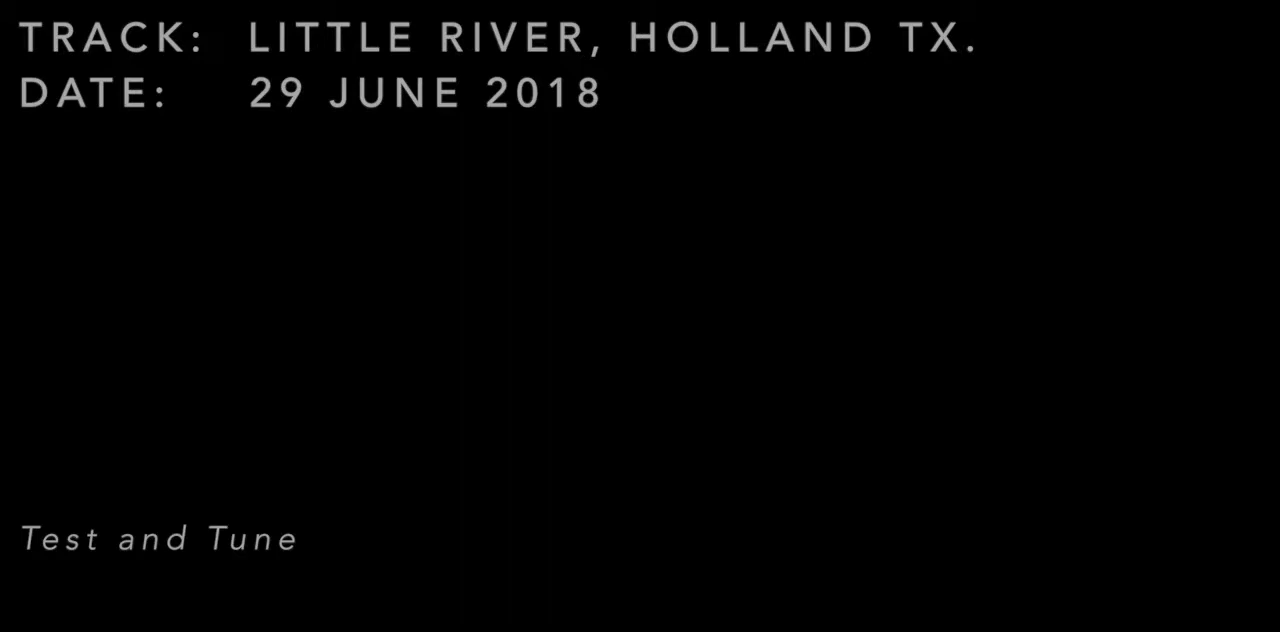 TRACK: LITTLE RIVER, HOLLAND TX.
DATE: 29 JUNE 2018
Test and Tune